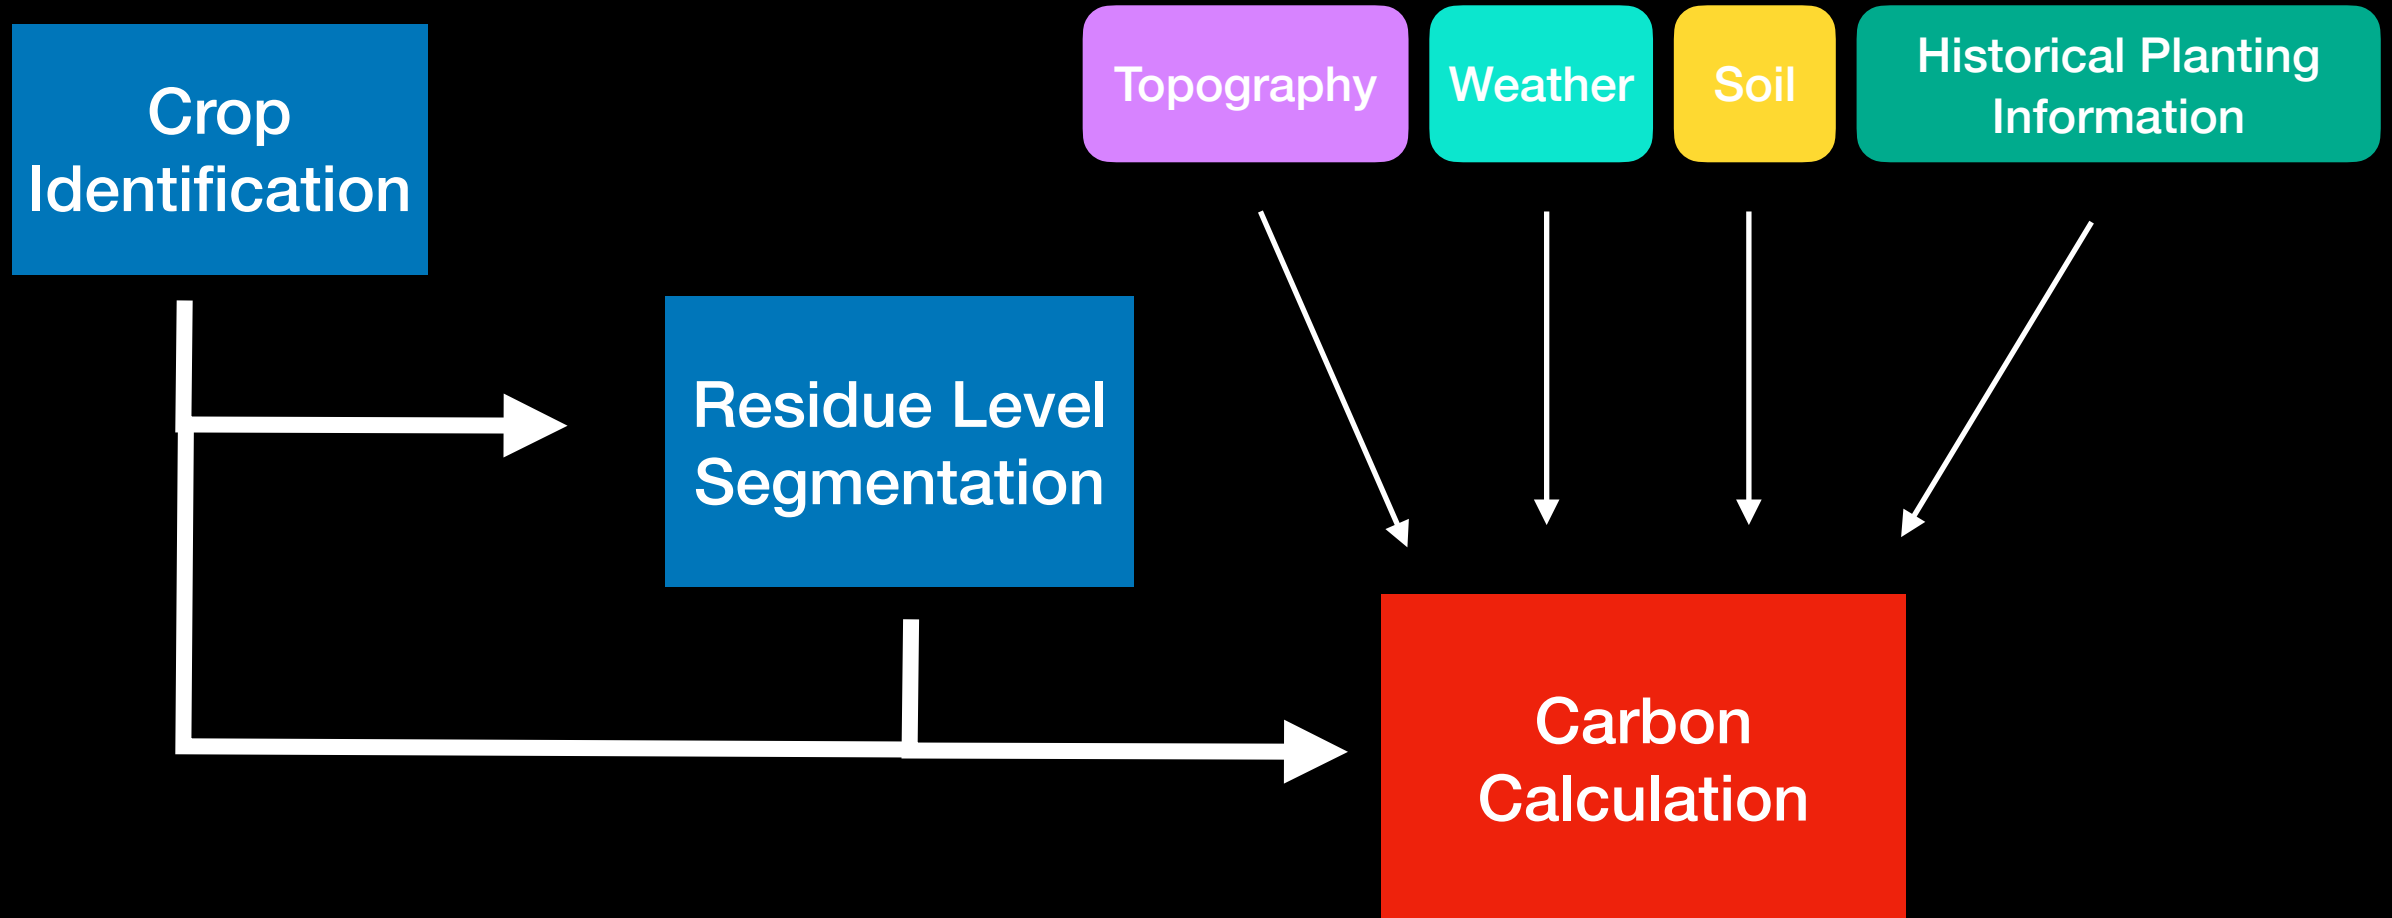 Crop
Identification
Topography
Weather
Soil
Historical Planting
Information
Residue Level
Segmentation
Carbon
Calculation